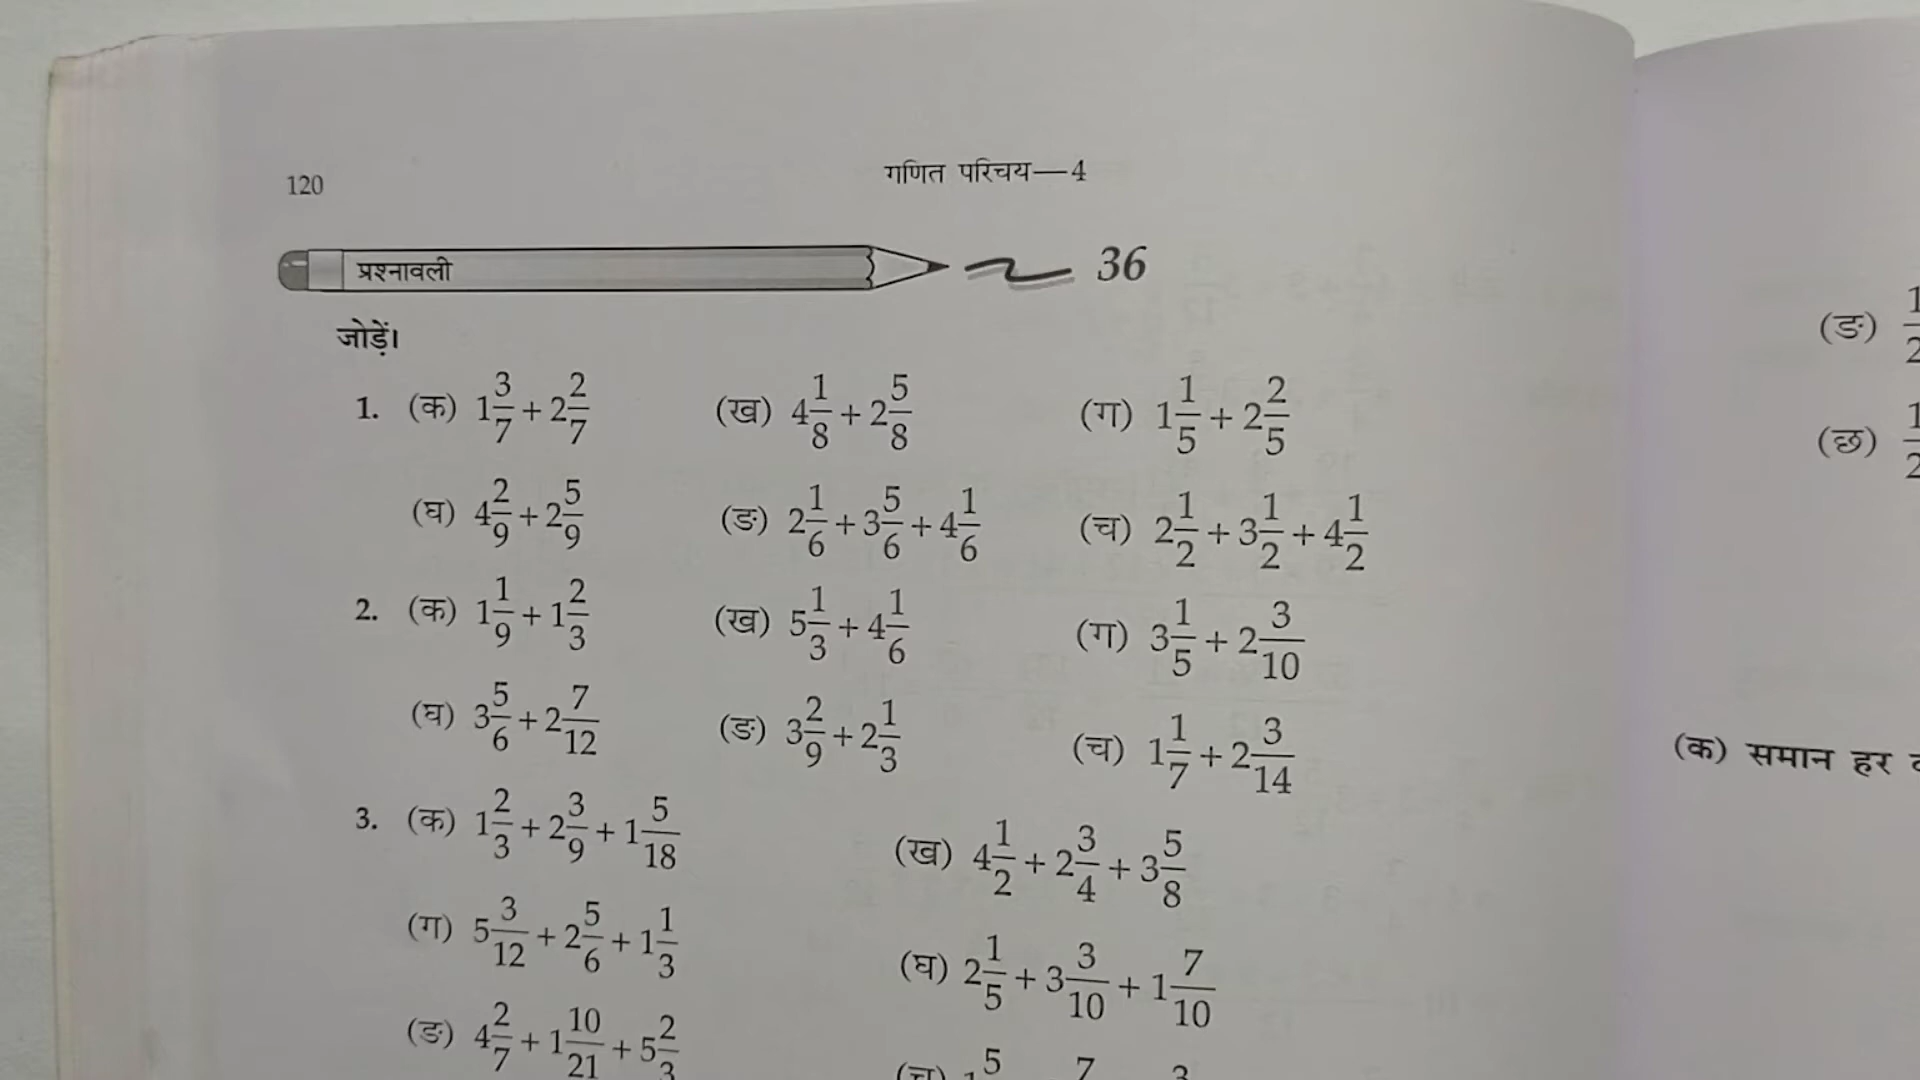 120
गणित परिचय—4
प्रश्नावली 36
जोड़ें।
1. (क) 1 3/7 + 2 2/7 (ख) 4 1/8 + 2 5/8 (ग) 1 1/5 + 2 2/5
(घ) 4 2/9 + 2 5/9 (ङ) 2 1/6 + 3 5/6 + 4 1/6 (च) 2 1/2 + 3 1/2 + 4 1/2
2. (क) 1 1/9 + 1 2/3 (ख) 5 1/3 + 4 1/6 (ग) 3 1/5 + 2 3/10
(घ) 3 5/6 + 2 7/12 (ङ) 3 2/9 + 2 1/3 (च) 1 1/7 + 2 3/14
3. (क) 1 2/3 + 2 3/9 + 1 5/18 (ख) 4 1/2 + 2 3/4 + 3 5/8
(ग) 5 3/12 + 2 5/6 + 1 1/3 (घ) 2 1/5 + 3 3/10 + 1 7/10
(ङ) 4 2/7 + 1 10/21 + 5 2/3
(ङ) 1/2
(छ) 1/2
(क) समान हर